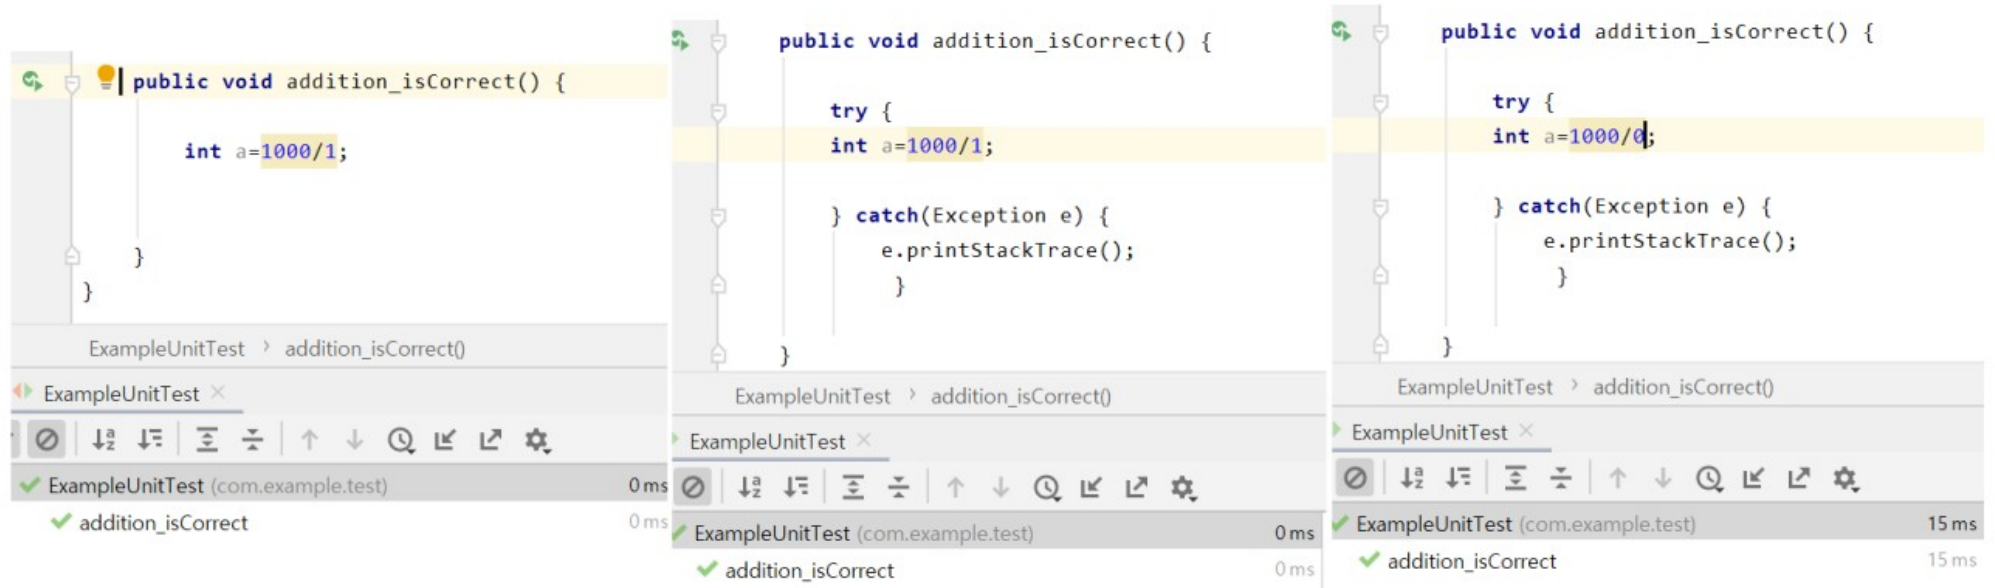 public void addition_isCorrect() {
int a=1000/1;
}
}
ExampleUnitTest › addition_isCorrect()
ExampleUnitTest
ExampleUnitTest (com.example.test) 0 ms
addition_isCorrect 0 ms
public void addition_isCorrect() {
try {
int a=1000/1;
} catch(Exception e) {
e.printStackTrace();
}
}
ExampleUnitTest › addition_isCorrect()
ExampleUnitTest
ExampleUnitTest (com.example.test) 0 ms
addition_isCorrect 0 ms
public void addition_isCorrect() {
try {
int a=1000/0;
} catch(Exception e) {
e.printStackTrace();
}
}
ExampleUnitTest › addition_isCorrect()
ExampleUnitTest
ExampleUnitTest (com.example.test) 15 ms
addition_isCorrect 15 ms